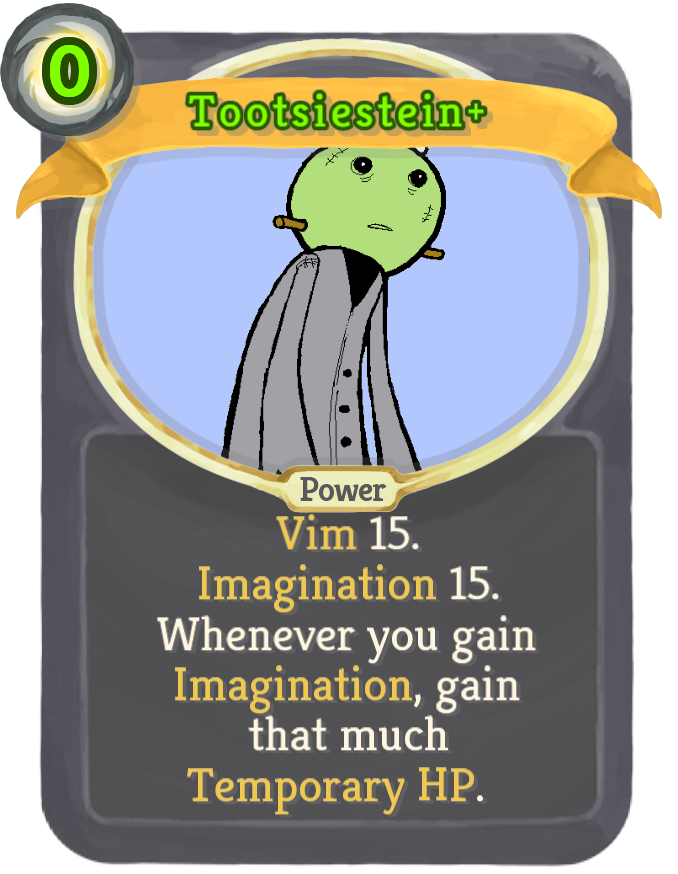 0
Tootsiestein+
Power
Vim 15.
Imagination 15.
Whenever you gain
Imagination, gain
that much
Temporary HP.